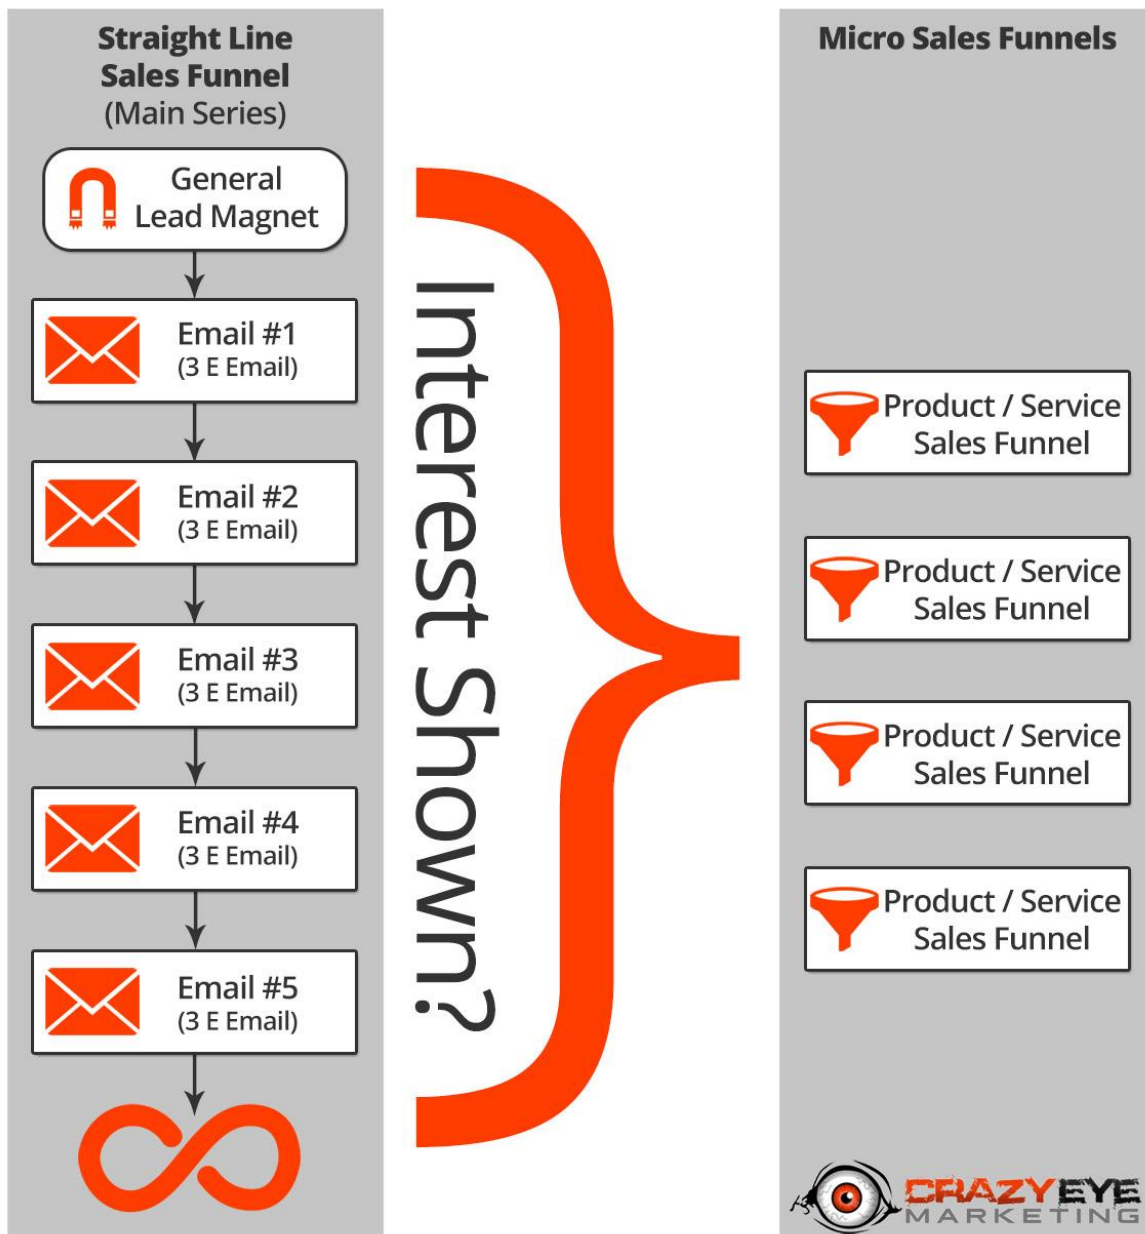 Straight Line
Sales Funnel
(Main Series)
General
Lead Magnet
Email #1
(3 E Email)
Email #2
(3 E Email)
Email #3
(3 E Email)
Email #4
(3 E Email)
Email #5
(3 E Email)
Interest Shown?
Micro Sales Funnels
Product / Service
Sales Funnel
Product / Service
Sales Funnel
Product / Service
Sales Funnel
Product / Service
Sales Funnel
CRAZYEYE
MARKETING